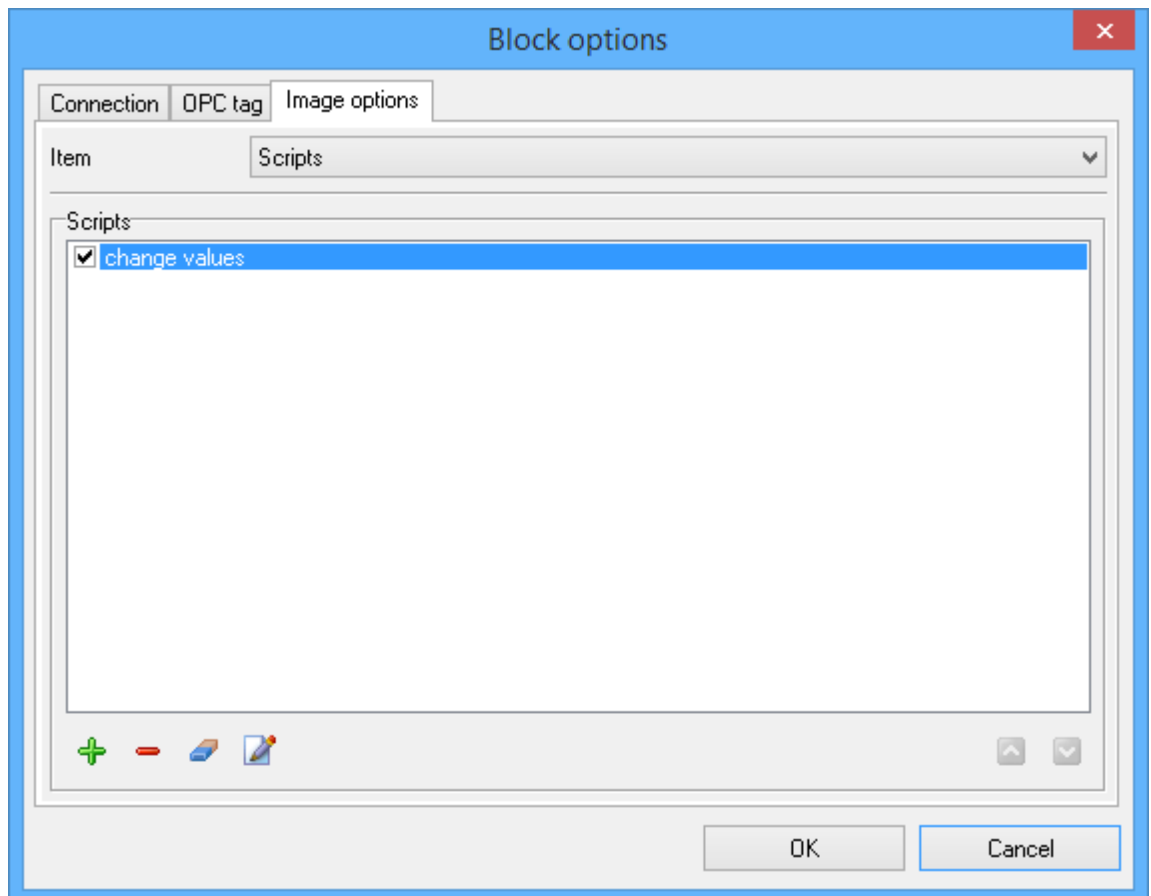 Block options
Connection OPC tag Image options
Item Scripts
Scripts
change values
OK Cancel